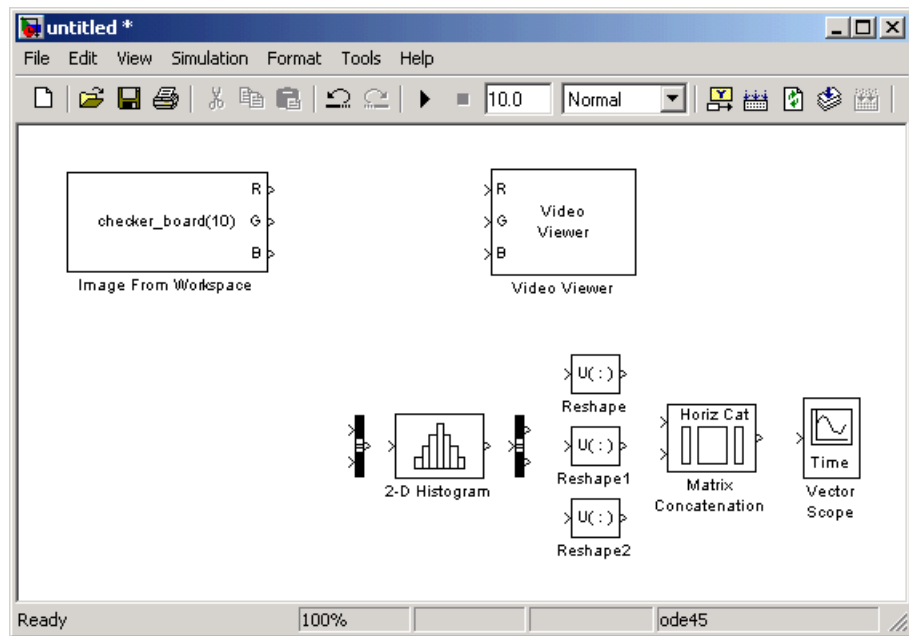 untitled *
File Edit View Simulation Format Tools Help
10.0 Normal
R
checker_board(10) G
B
Image From Workspace
R
G
B
Video
Viewer
Video Viewer
U(:)
Reshape
U(:)
Reshape1
U(:)
Reshape2
2-D Histogram
Horiz Cat
Matrix
Concatenation
Time
Vector
Scope
Ready 100% ode45